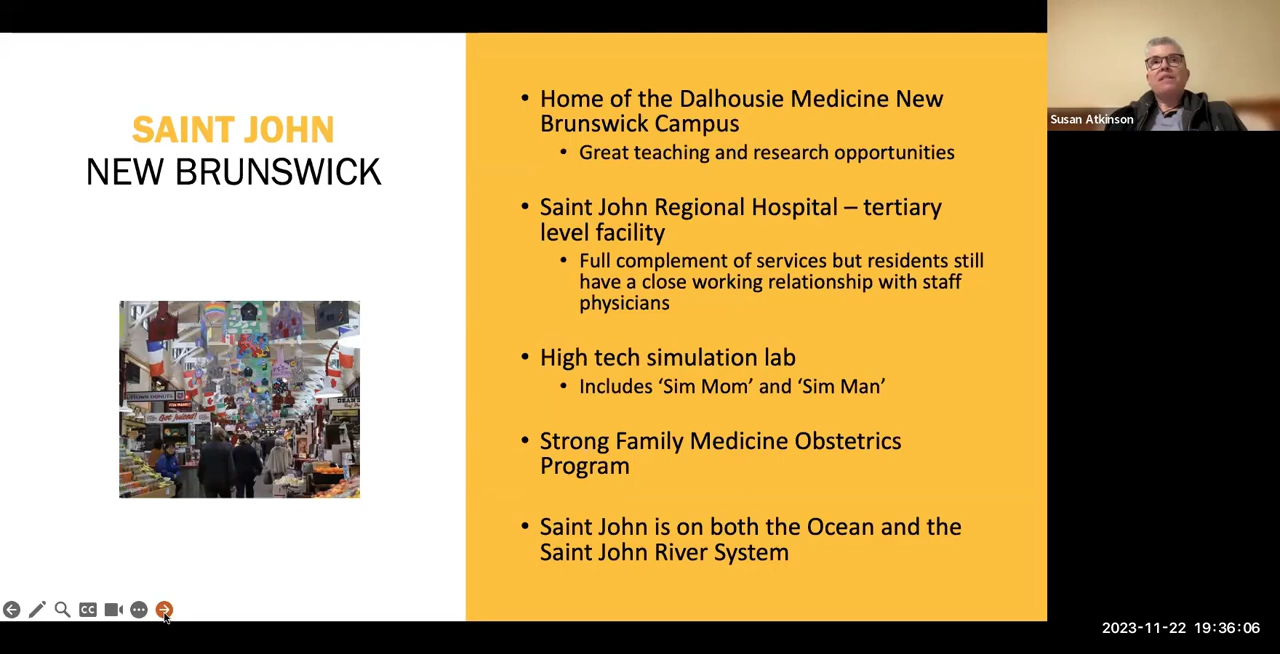 SAINT JOHN
NEW BRUNSWICK
• Home of the Dalhousie Medicine New
Brunswick Campus
• Great teaching and research opportunities
• Saint John Regional Hospital – tertiary
level facility
• Full complement of services but residents still
have a close working relationship with staff
physicians
• High tech simulation lab
• Includes ‘Sim Mom’ and ‘Sim Man’
• Strong Family Medicine Obstetrics
Program
• Saint John is on both the Ocean and the
Saint John River System
Got Juiced!
CC
Susan Atkinson
2023-11-22 19:36:06